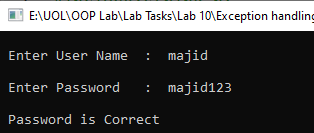 E:\UOL\OOP Lab\Lab Tasks\Lab 10\Exception handling
Enter User Name  :  majid
Enter Password   :  majid123
Password is Correct